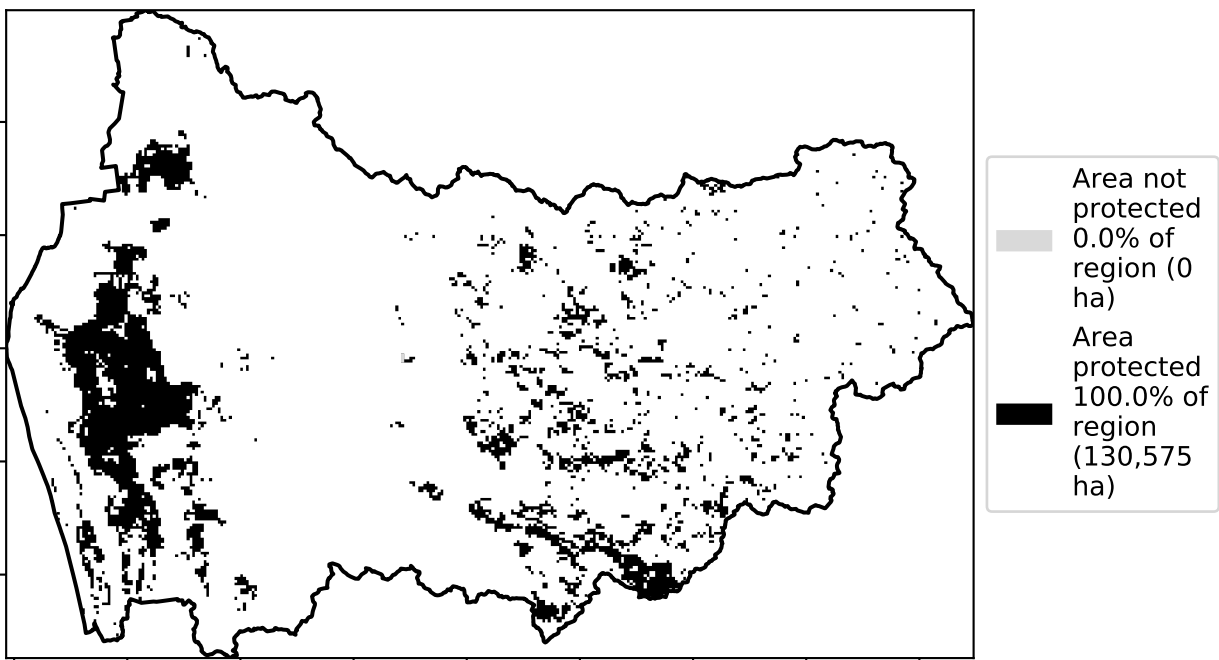 Area not
protected
0.0% of
region (0
ha)
Area
protected
100.0% of
region
(130,575
ha)